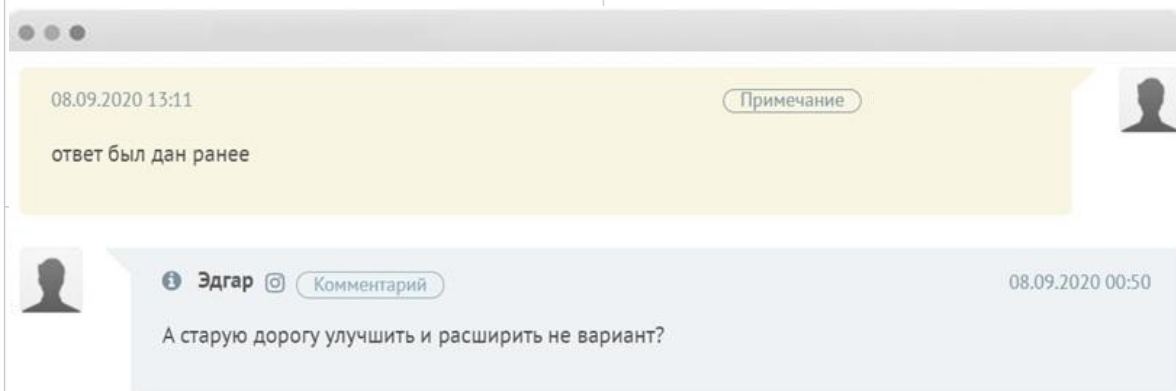 08.09.2020 13:11 Примечание
ответ был дан ранее
Эдгар Комментарий 08.09.2020 00:50
А старую дорогу улучшить и расширить не вариант?